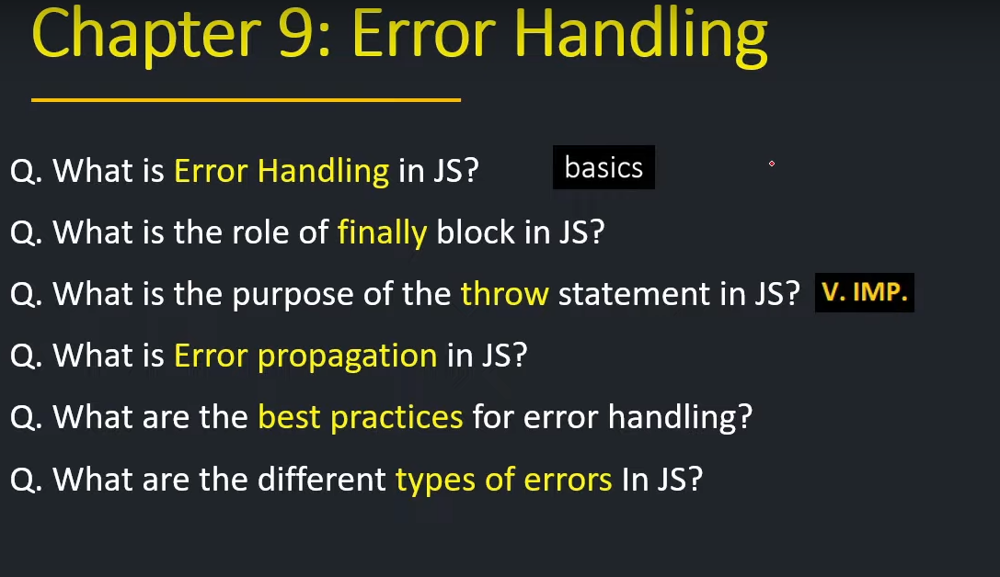 Chapter 9: Error Handling
Q. What is Error Handling in JS? basics
Q. What is the role of finally block in JS?
Q. What is the purpose of the throw statement in JS? V. IMP.
Q. What is Error propagation in JS?
Q. What are the best practices for error handling?
Q. What are the different types of errors In JS?